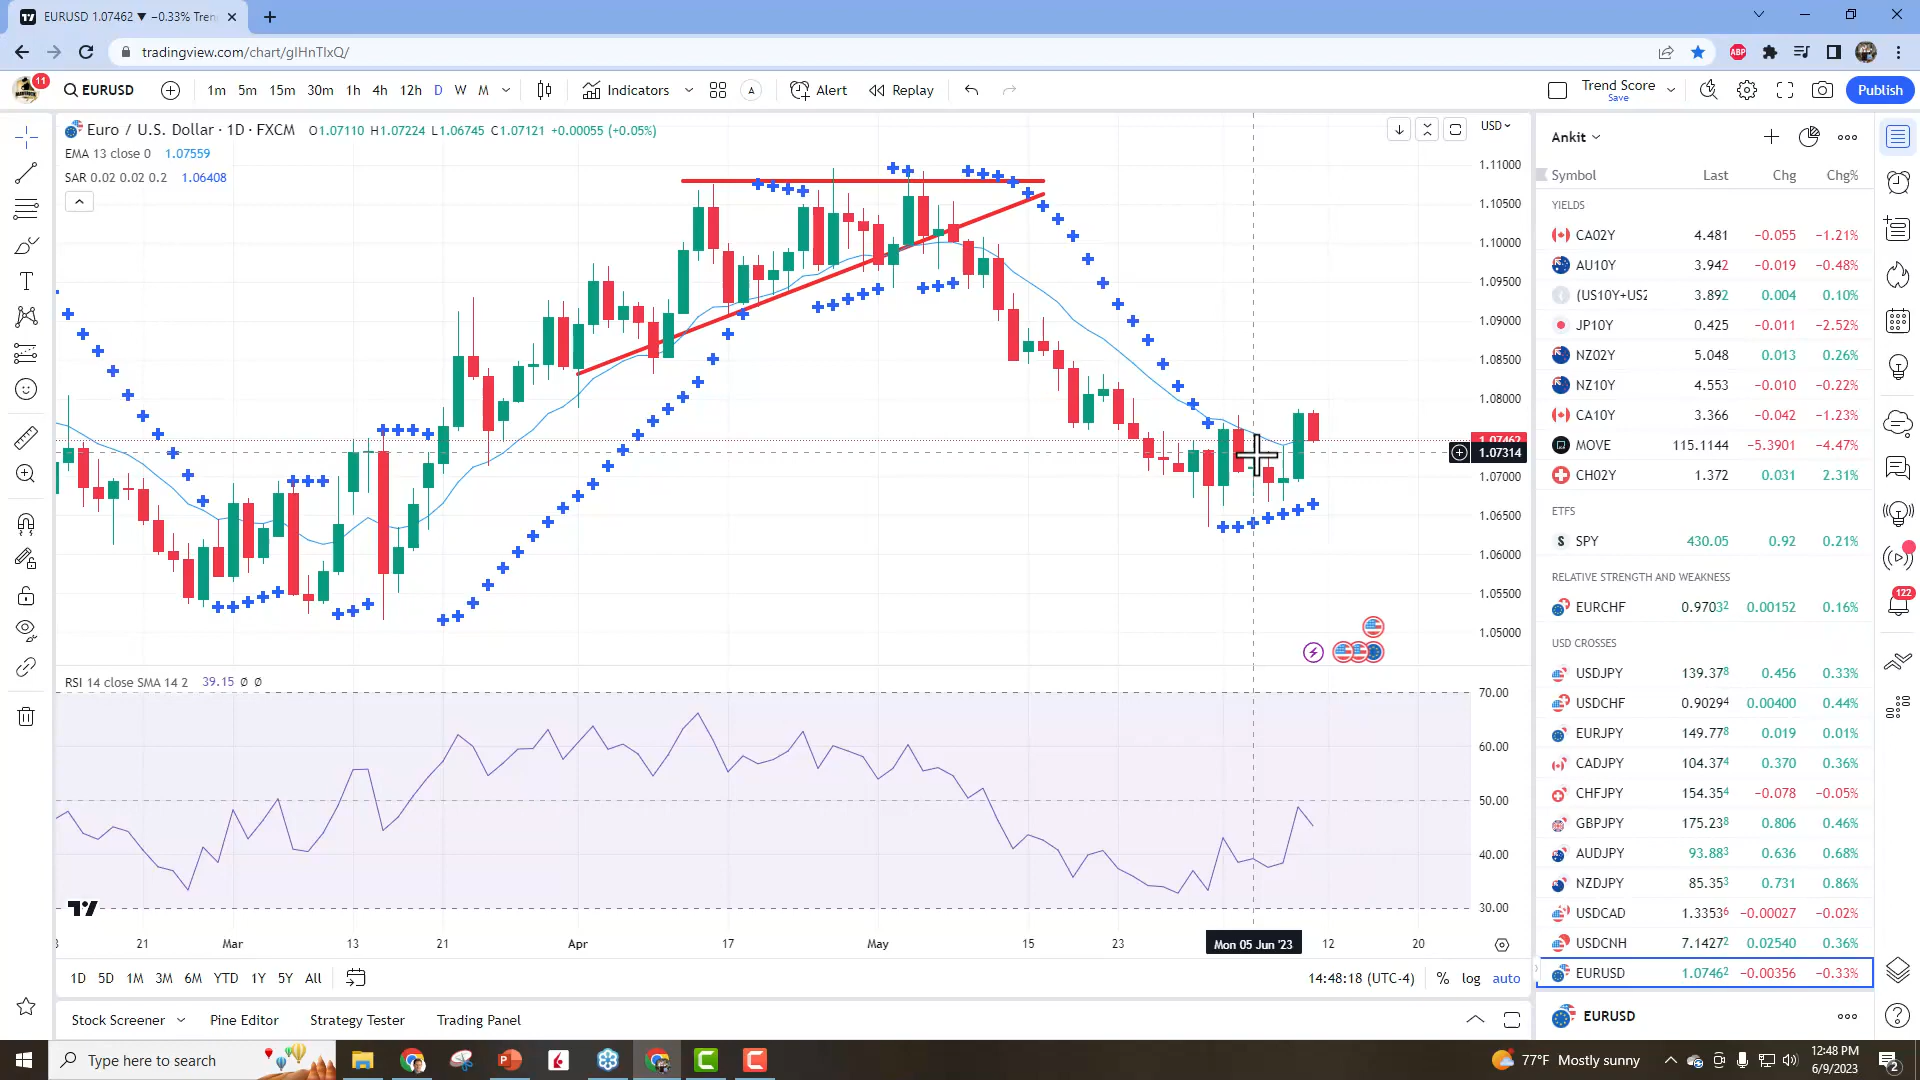 EURUSD 1.07462 ▼ −0.33% Tren
tradingview.com/chart/gIHnTIxQ/
ABP
11
EURUSD
1m 5m 15m 30m 1h 4h 12h D W M
Indicators
A
Alert
Replay
Trend Score
Save
Publish
Euro / U.S. Dollar · 1D · FXCM O1.07110 H1.07224 L1.06745 C1.07121 +0.00055 (+0.05%)
EMA 13 close 0 1.07559
SAR 0.02 0.02 0.2 1.06408
USD
1.11000
1.10500
1.10000
1.09500
1.09000
1.08500
1.08000
1.07462
1.07314
1.07000
1.06500
1.06000
1.05500
1.05000
RSI 14 close SMA 14 2 39.15 ∅ ∅
70.00
60.00
50.00
40.00
30.00
21 Mar 13 21 Apr 17 May 15 23 Mon 05 Jun '23 12 20
1D 5D 1M 3M 6M YTD 1Y 5Y All
14:48:18 (UTC-4) % log auto
Stock Screener Pine Editor Strategy Tester Trading Panel
Ankit
Symbol Last Chg Chg%
YIELDS
CA02Y 4.481 −0.055 −1.21%
AU10Y 3.942 −0.019 −0.48%
(US10Y+US2 3.892 0.004 0.10%
JP10Y 0.425 −0.011 −2.52%
NZ02Y 5.048 0.013 0.26%
NZ10Y 4.553 −0.010 −0.22%
CA10Y 3.366 −0.042 −1.23%
MOVE 115.1144 −5.3901 −4.47%
CH02Y 1.372 0.031 2.31%
ETFS
S SPY 430.05 0.92 0.21%
RELATIVE STRENGTH AND WEAKNESS
EURCHF 0.97032 0.00152 0.16%
USD CROSSES
USDJPY 139.378 0.456 0.33%
USDCHF 0.90294 0.00400 0.44%
EURJPY 149.778 0.019 0.01%
CADJPY 104.374 0.370 0.36%
CHFJPY 154.354 −0.078 −0.05%
GBPJPY 175.238 0.806 0.46%
AUDJPY 93.883 0.636 0.68%
NZDJPY 85.353 0.731 0.86%
USDCAD 1.33536 −0.00027 −0.02%
USDCNH 7.14272 0.02540 0.36%
EURUSD 1.07462 −0.00356 −0.33%
EURUSD
122
Type here to search
77°F Mostly sunny
12:48 PM
6/9/2023
2